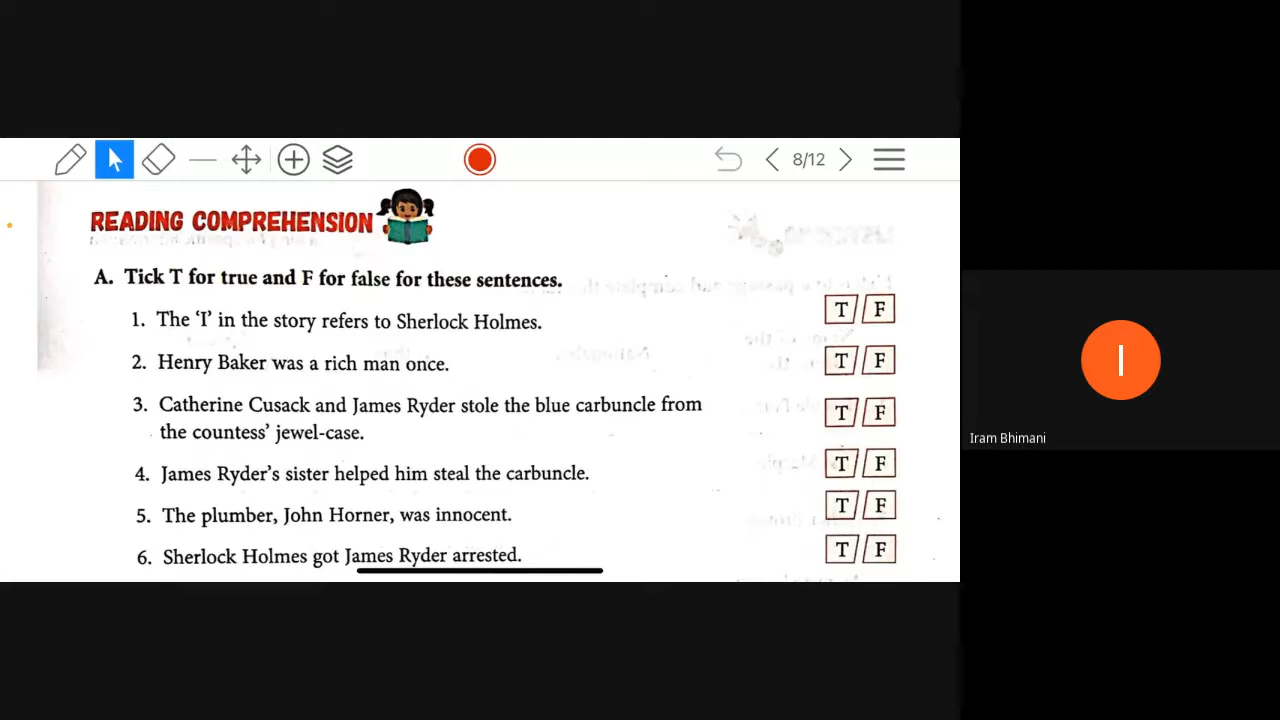 8/12
READING COMPREHENSION
A. Tick T for true and F for false for these sentences.
1. The ‘I’ in the story refers to Sherlock Holmes. T F
2. Henry Baker was a rich man once. T F
3. Catherine Cusack and James Ryder stole the blue carbuncle from
the countess’ jewel-case. T F
4. James Ryder’s sister helped him steal the carbuncle. T F
5. The plumber, John Horner, was innocent. T F
6. Sherlock Holmes got James Ryder arrested. T F
I
Iram Bhimani